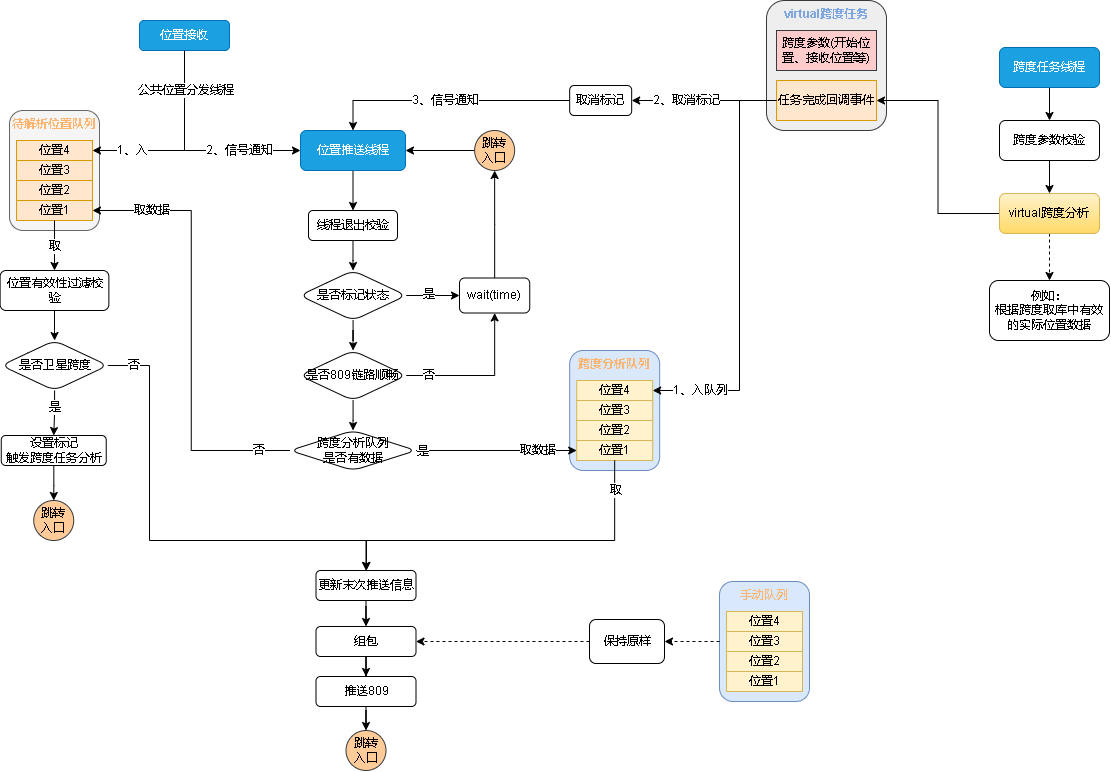 virtual跨度任务
跨度参数(开始位
置、接收位置等)
任务完成回调事件
位置接收
公共位置分发线程
跨度任务线程
跨度参数校验
virtual跨度分析
例如：
根据跨度取库中有效
的实际位置数据
3、信号通知
取消标记
2、取消标记
待解析位置队列
位置4
位置3
位置2
位置1
1、入
2、信号通知
位置推送线程
跳转
入口
取数据
线程退出校验
取
位置有效性过滤校
验
是否标记状态
是
wait(time)
是否卫星跨度
否
是否809链路顺畅
否
是
设置标记
触发跨度任务分析
跳转
入口
跨度分析队列
是否有数据
否
是
取数据
跨度分析队列
位置4
位置3
位置2
位置1
1、入队列
取
更新末次推送信息
组包
推送809
跳转
入口
保持原样
手动队列
位置4
位置3
位置2
位置1